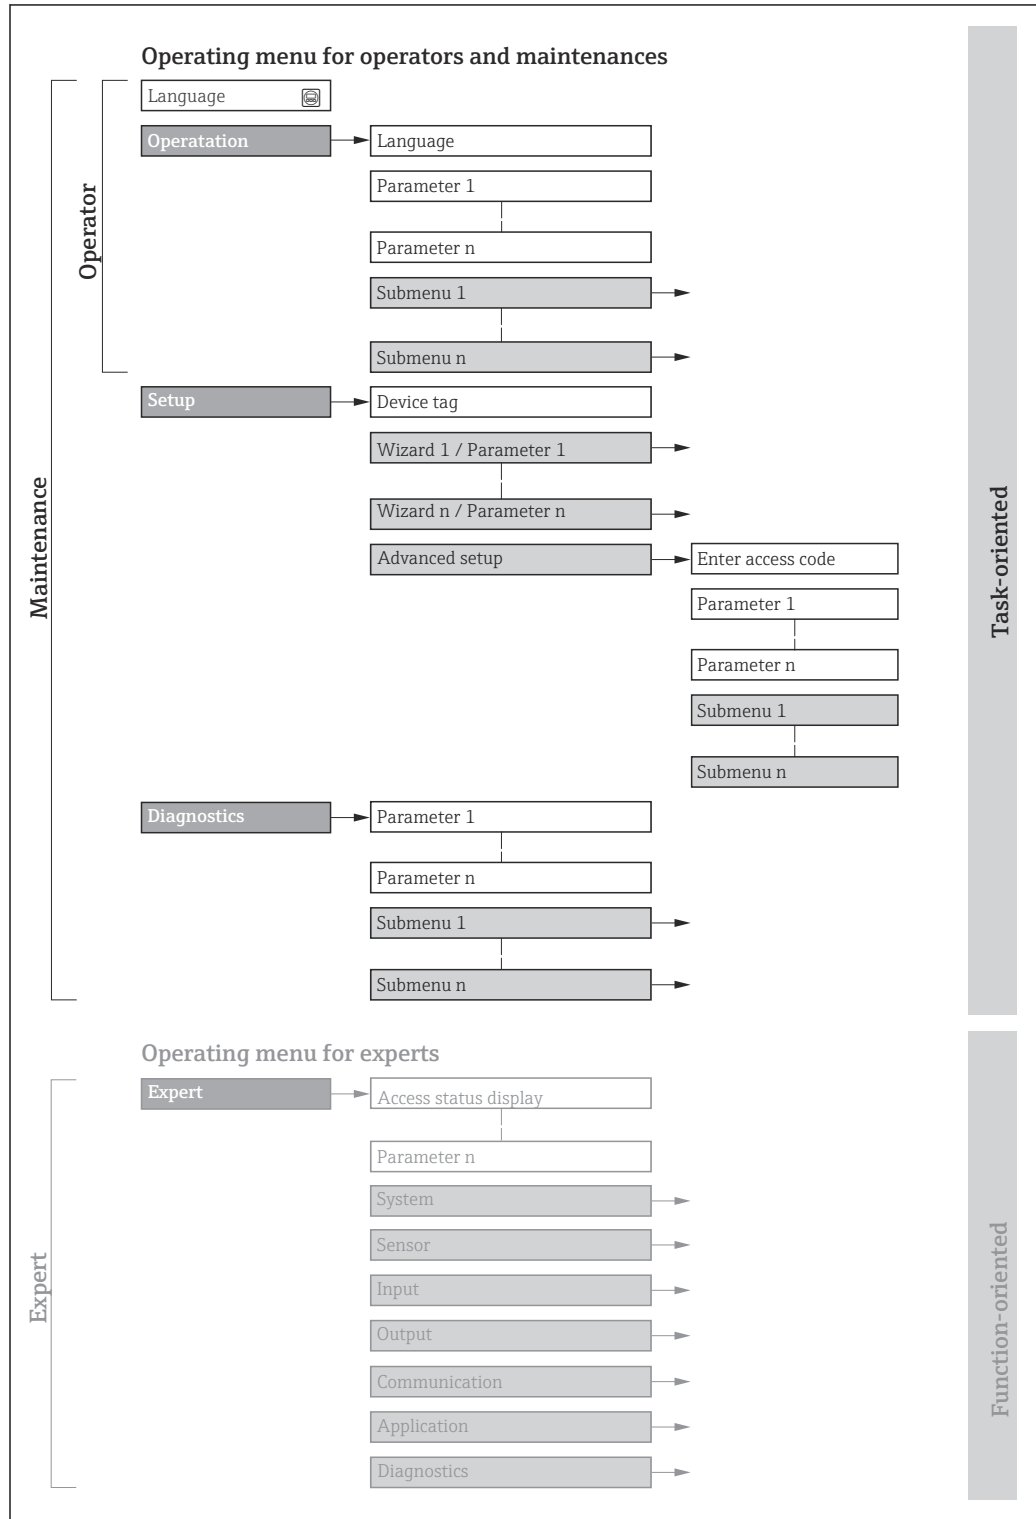 Operating menu for operators and maintenances
Language
Operatation
Language
Parameter 1
Parameter n
Submenu 1
Submenu n
Operator
Setup
Device tag
Wizard 1 / Parameter 1
Wizard n / Parameter n
Advanced setup
Enter access code
Parameter 1
Parameter n
Submenu 1
Submenu n
Maintenance
Task-oriented
Diagnostics
Parameter 1
Parameter n
Submenu 1
Submenu n
Operating menu for experts
Expert
Access status display
Parameter n
System
Sensor
Input
Output
Communication
Application
Diagnostics
Expert
Function-oriented